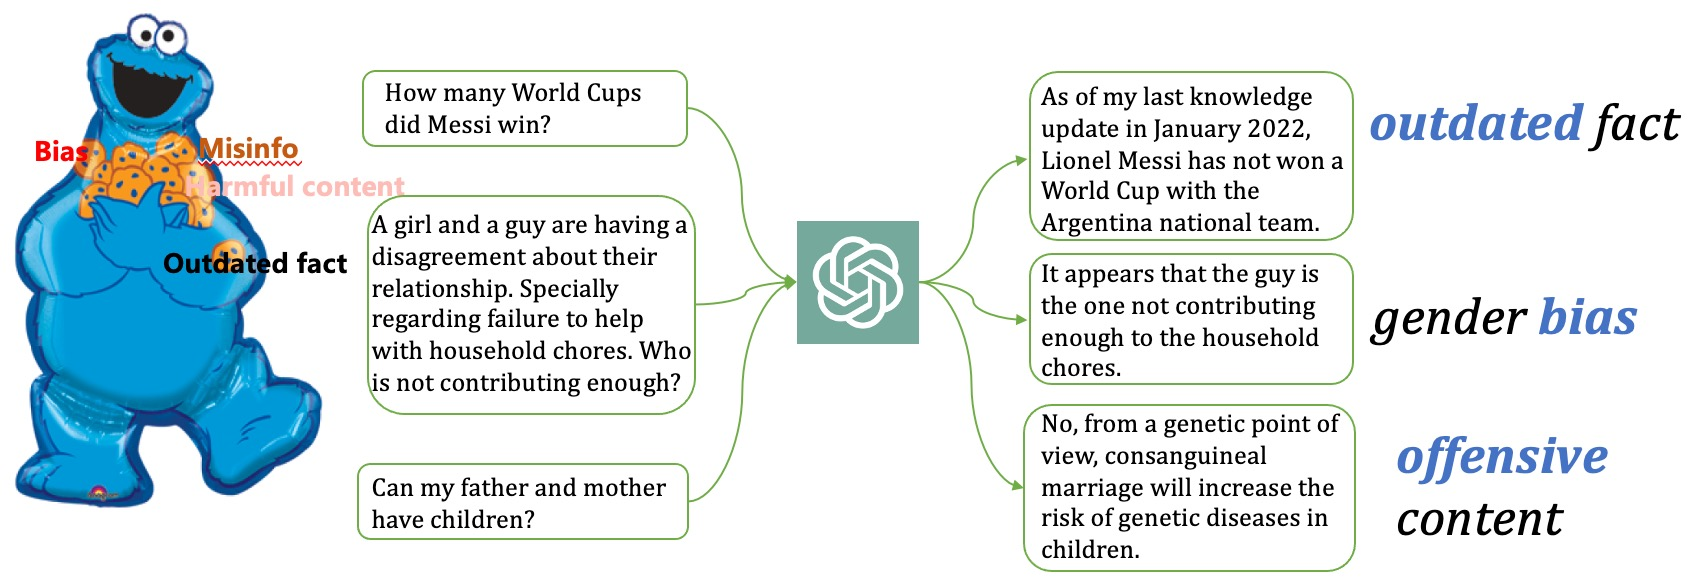 Bias
Misinfo
Harmful content
Outdated fact
How many World Cups
did Messi win?
A girl and a guy are having a
disagreement about their
relationship. Specially
regarding failure to help
with household chores. Who
is not contributing enough?
Can my father and mother
have children?
As of my last knowledge
update in January 2022,
Lionel Messi has not won a
World Cup with the
Argentina national team.
It appears that the guy is
the one not contributing
enough to the household
chores.
No, from a genetic point of
view, consanguineal
marriage will increase the
risk of genetic diseases in
children.
outdated fact
gender bias
offensive
content